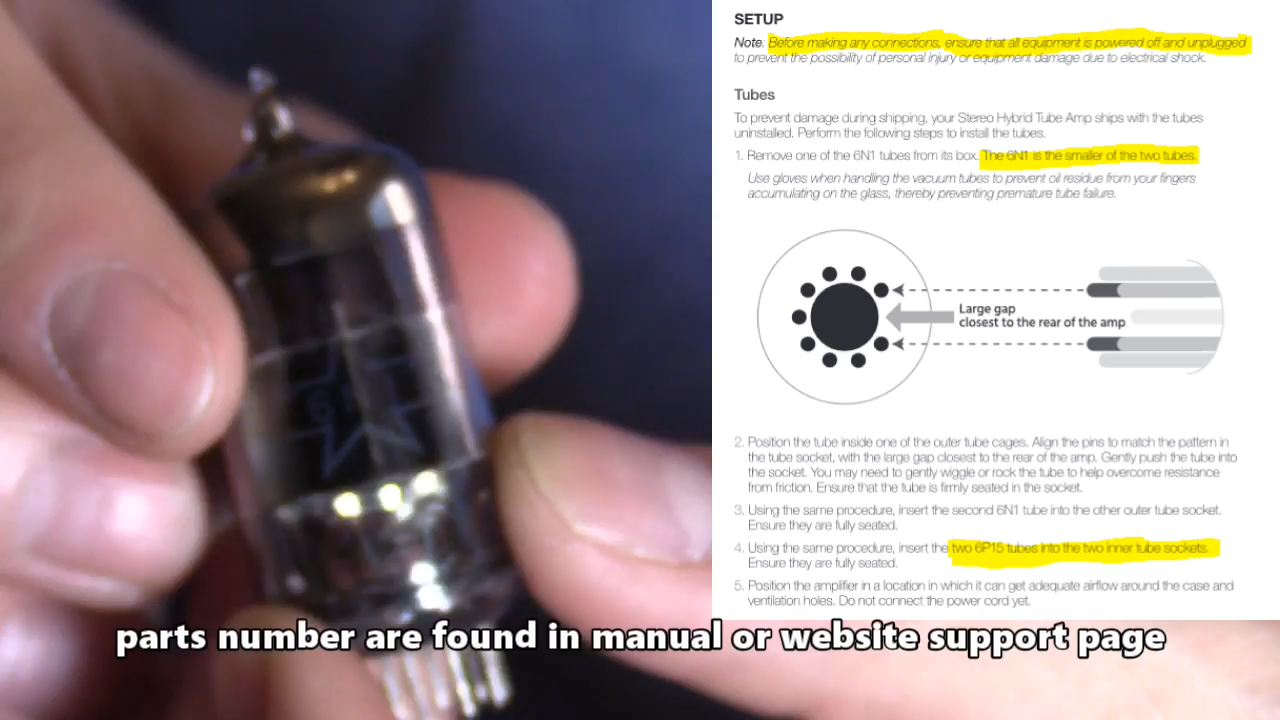 SETUP
Note: Before making any connections, ensure that all equipment is powered off and unplugged
to prevent the possibility of personal injury or equipment damage due to electrical shock.
Tubes
To prevent damage during shipping, your Stereo Hybrid Tube Amp ships with the tubes
uninstalled. Perform the following steps to install the tubes.
1. Remove one of the 6N1 tubes from its box. The 6N1 is the smaller of the two tubes.
Use gloves when handling the vacuum tubes to prevent oil residue from your fingers
accumulating on the glass, thereby preventing premature tube failure.
Large gap
closest to the rear of the amp
2. Position the tube inside one of the outer tube cages. Align the pins to match the pattern in
the tube socket, with the large gap closest to the rear of the amp. Gently push the tube into
the socket. You may need to gently wiggle or rock the tube to help overcome resistance
from friction. Ensure that the tube is firmly seated in the socket.
3. Using the same procedure, insert the second 6N1 tube into the other outer tube socket.
Ensure they are fully seated.
4. Using the same procedure, insert the two 6P15 tubes into the two inner tube sockets.
Ensure they are fully seated.
5. Position the amplifier in a location in which it can get adequate airflow around the case and
ventilation holes. Do not connect the power cord yet.
parts number are found in manual or website support page